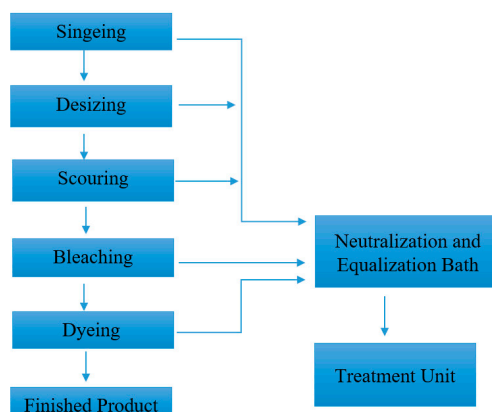 Singeing
Desizing
Scouring
Bleaching
Dyeing
Finished Product
Neutralization and
Equalization Bath
Treatment Unit